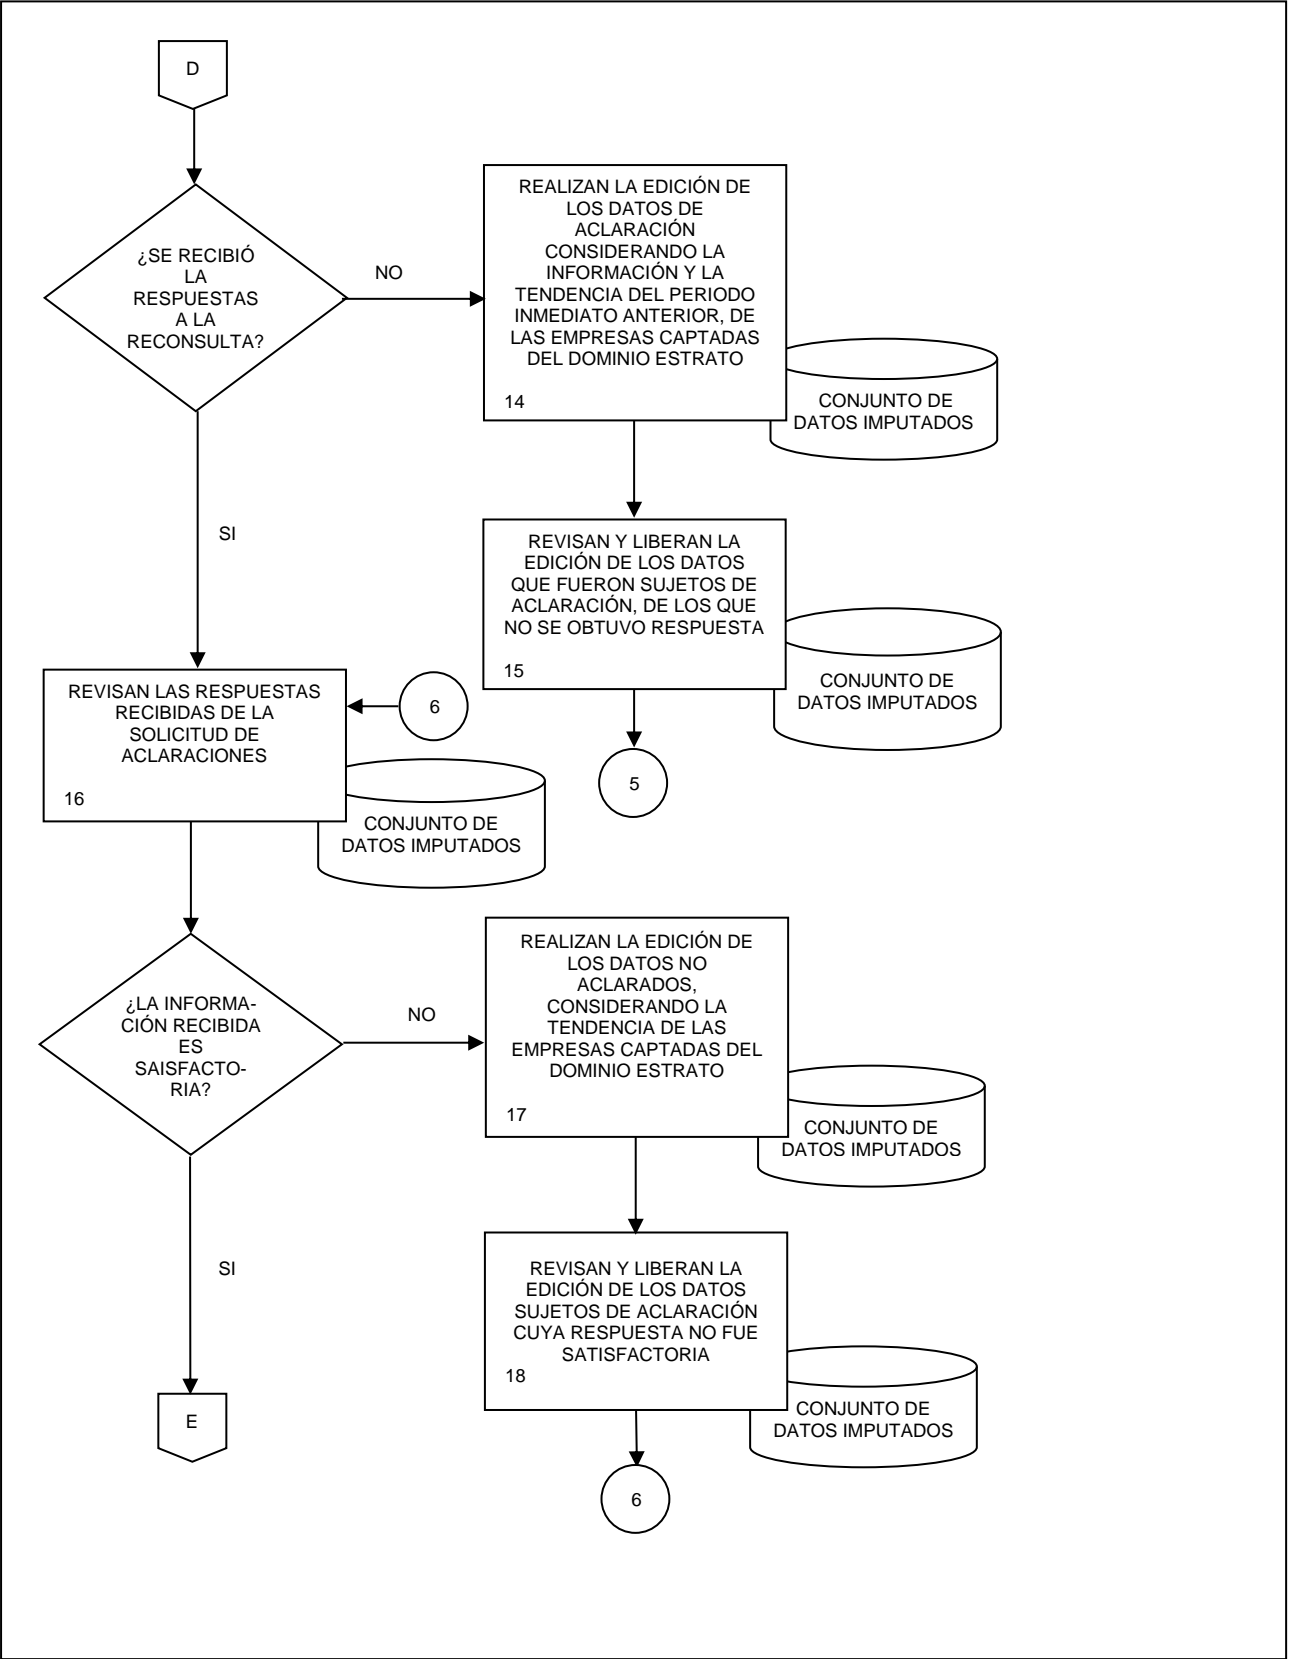 D
¿SE RECIBIÓ
LA
RESPUESTAS
A LA
RECONSULTA?
NO
REALIZAN LA EDICIÓN DE
LOS DATOS DE
ACLARACIÓN
CONSIDERANDO LA
INFORMACIÓN Y LA
TENDENCIA DEL PERIODO
INMEDIATO ANTERIOR, DE
LAS EMPRESAS CAPTADAS
DEL DOMINIO ESTRATO
14
CONJUNTO DE
DATOS IMPUTADOS
SI
REVISAN Y LIBERAN LA
EDICIÓN DE LOS DATOS
QUE FUERON SUJETOS DE
ACLARACIÓN, DE LOS QUE
NO SE OBTUVO RESPUESTA
15
CONJUNTO DE
DATOS IMPUTADOS
5
REVISAN LAS RESPUESTAS
RECIBIDAS DE LA
SOLICITUD DE
ACLARACIONES
16
6
CONJUNTO DE
DATOS IMPUTADOS
¿LA INFORMA-
CIÓN RECIBIDA
ES
SAISFACTO-
RIA?
NO
REALIZAN LA EDICIÓN DE
LOS DATOS NO
ACLARADOS,
CONSIDERANDO LA
TENDENCIA DE LAS
EMPRESAS CAPTADAS DEL
DOMINIO ESTRATO
17
CONJUNTO DE
DATOS IMPUTADOS
SI
REVISAN Y LIBERAN LA
EDICIÓN DE LOS DATOS
SUJETOS DE ACLARACIÓN
CUYA RESPUESTA NO FUE
SATISFACTORIA
18
CONJUNTO DE
DATOS IMPUTADOS
E
6